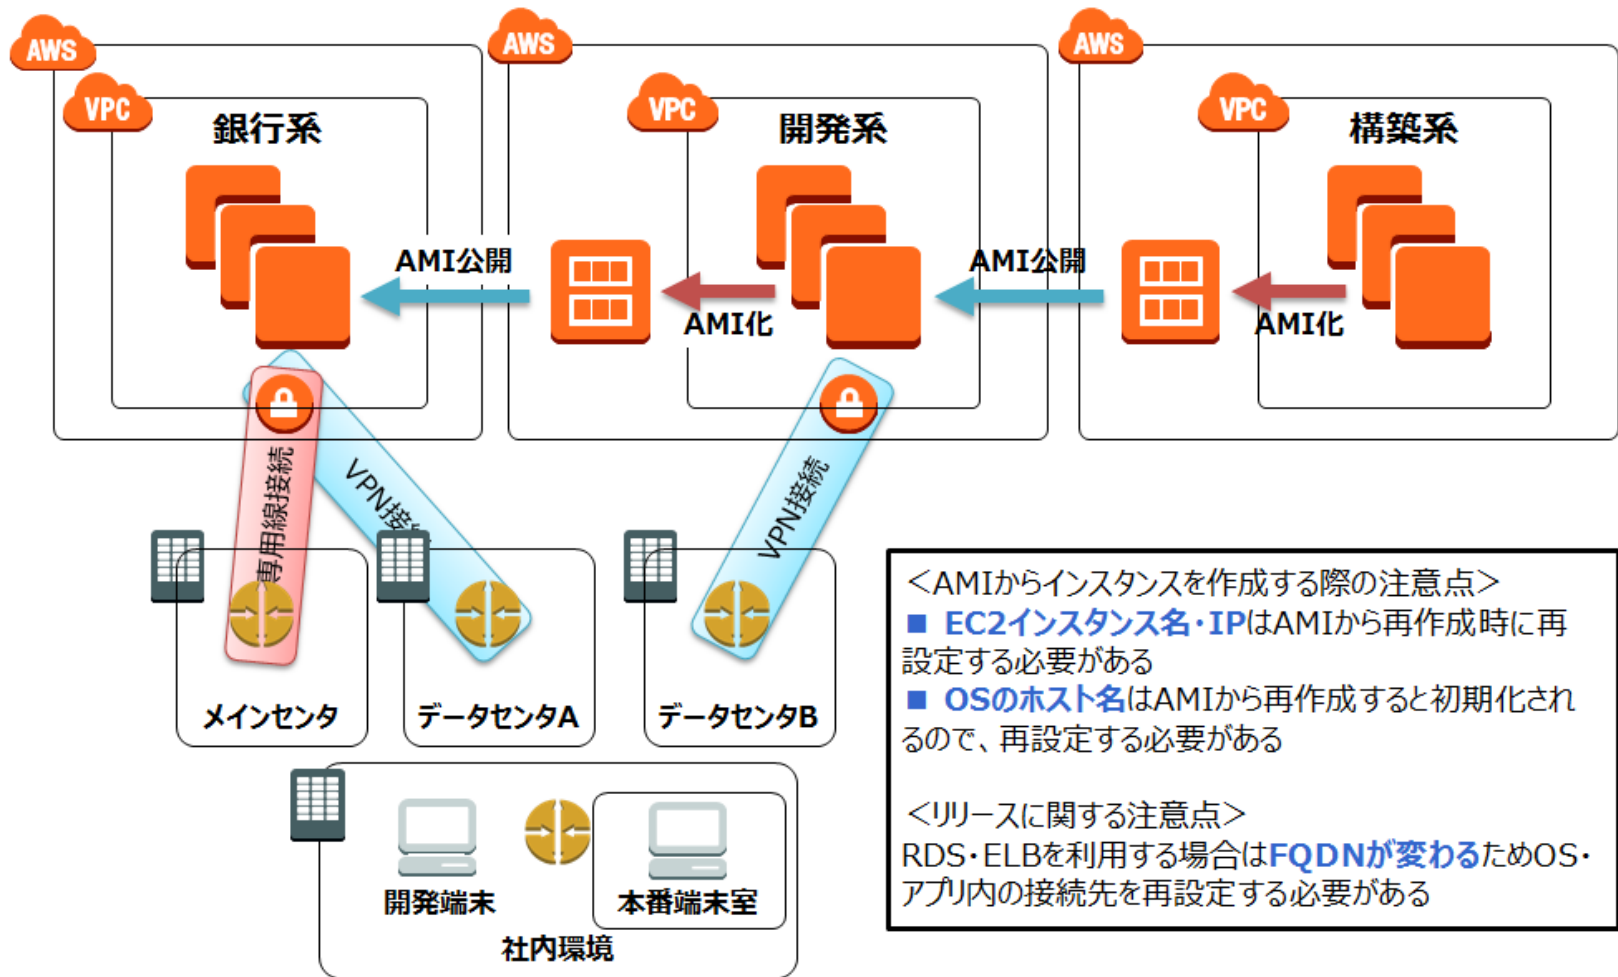 AWS
AWS
AWS
VPC
VPC
VPC
銀行系
開発系
構築系
AMI公開
AMI化
AMI公開
AMI化
専用線接続
VPN接続
VPN接続
メインセンタ
データセンタA
データセンタB
開発端末
本番端末室
社内環境
＜AMIからインスタンスを作成する際の注意点＞
■ EC2インスタンス名・IPはAMIから再作成時に再
設定する必要がある
■ OSのホスト名はAMIから再作成すると初期化され
るので、再設定する必要がある
＜リリースに関する注意点＞
RDS・ELBを利用する場合はFQDNが変わるためOS・
アプリ内の接続先を再設定する必要がある